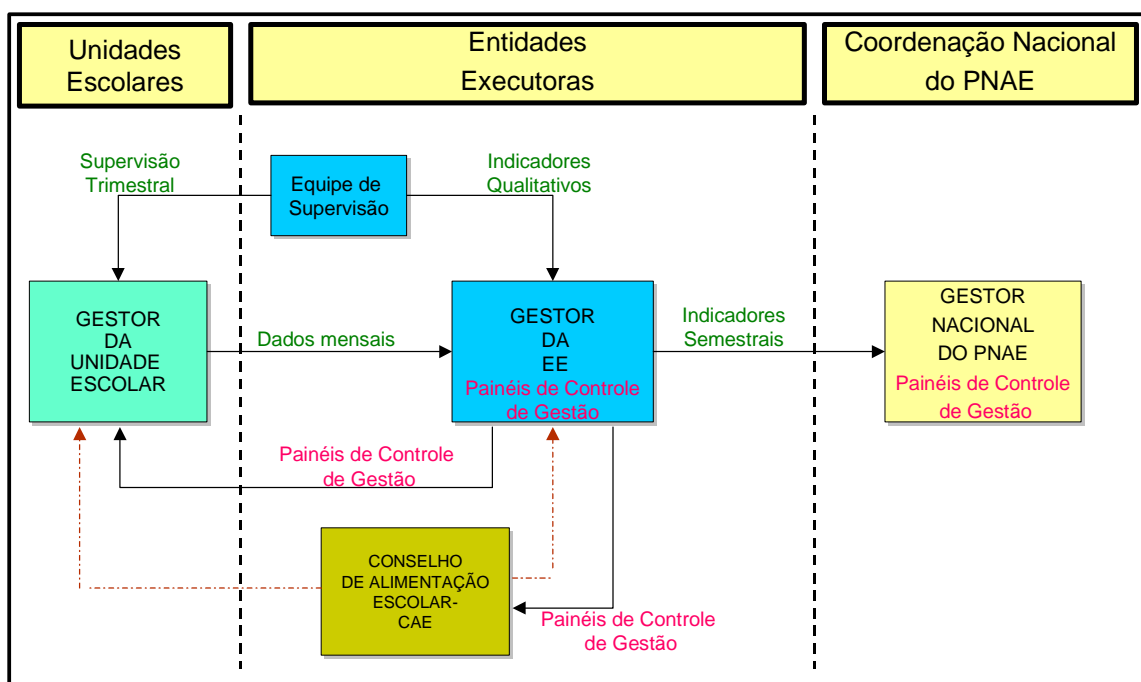 Unidades
Escolares
Entidades
Executoras
Coordenação Nacional
do PNAE
Supervisão
Trimestral
Equipe de
Supervisão
Indicadores
Qualitativos
GESTOR
DA
UNIDADE
ESCOLAR
Dados mensais
GESTOR
DA
EE
Painéis de Controle
de Gestão
Indicadores
Semestrais
GESTOR
NACIONAL
DO PNAE
Painéis de Controle
de Gestão
Painéis de Controle
de Gestão
CONSELHO
DE ALIMENTAÇÃO
ESCOLAR-
CAE
Painéis de Controle
de Gestão